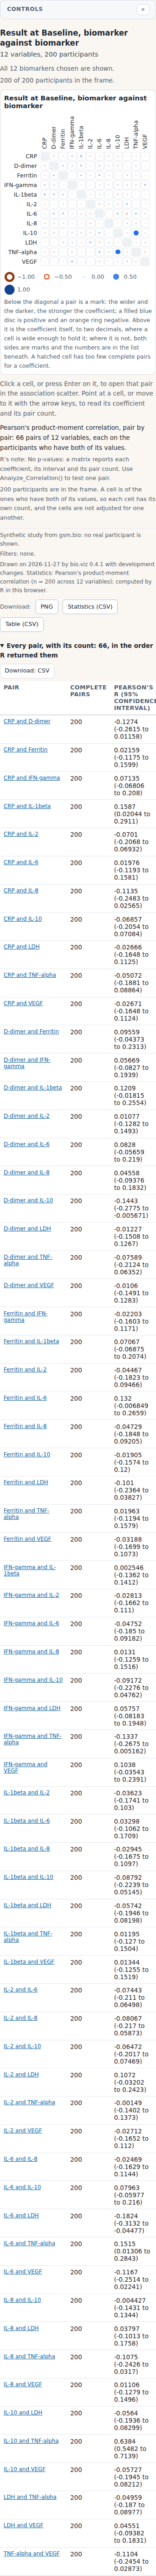 CONTROLS
Result at Baseline, biomarker
against biomarker
12 variables, 200 participants
All 12 biomarkers chosen are shown.
200 of 200 participants in the frame.
Result at Baseline, biomarker against
biomarker
CRP
D-dimer
Ferritin
IFN-gamma
IL-1beta
IL-2
IL-6
IL-8
IL-10
LDH
TNF-alpha
VEGF
CRP
D-dimer
Ferritin
IFN-gamma
IL-1beta
IL-2
IL-6
IL-8
IL-10
LDH
TNF-alpha
VEGF
−1.00
−0.50
0.00
0.50
1.00
Below the diagonal a pair is a mark: the wider and
darker, the stronger the coefficient; a filled blue
disc is positive and an orange ring negative. Above
it is the coefficient itself, to two decimals, where a
cell is wide enough to hold it; where it is not, both
sides are marks and the numbers are in the list
beneath. A hatched cell has too few complete pairs
for a coefficient.
Click a cell, or press Enter on it, to open that pair in
the association scatter. Point at a cell, or move to
it with the arrow keys, to read its coefficient and
its pair count.
Person's product-moment correlation, pair by
pair: 66 pairs of 12 variables, each on the
participants who have both of its values.
R's note: No p-values: a matrix reports each
coefficient, its interval and its pair count. Use
Analyze_Correlation() to test one pair.
200 participants are in the frame. A cell is of the
ones who have both of its values, so each cell has its
own count, and the cells are not adjusted for one
another.
Synthetic study from gsm.bio: no real participant is
shown.
Filters: none.
Drawn on 2026-11-27 by bio.viz 0.4.1 with development
changes. Statistics: Pearson's product-moment
correlation (n = 200 across 12 variables); computed by
R in your browser.
Download:
PNG
Statistics (CSV)
Table (CSV)
▼ Every pair, with its count: 66, in the order
R returned them
Download: CSV
PAIR
COMPLETE
PAIRS
PEARSON'S
R (95%
CONFIDENCE
INTERVAL)
CRP and D-dimer
200
-0.1274
(-0.2615 to
0.01158)
CRP and Ferritin
200
0.02159
(-0.1175 to
0.1599)
CRP and IFN-gamma
200
0.07135
(-0.06806
to 0.208)
CRP and IL-1beta
200
0.1587
(0.02044 to
0.2911)
CRP and IL-2
200
-0.0701
(-0.2068 to
0.06932)
CRP and IL-6
200
0.01976
(-0.1193 to
0.1581)
CRP and IL-8
200
-0.1135
(-0.2483 to
0.02565)
CRP and IL-10
200
-0.06857
(-0.2054 to
0.07084)
CRP and LDH
200
-0.02666
(-0.1648 to
0.1125)
CRP and TNF-alpha
200
-0.05072
(-0.1881 to
0.08864)
CRP and VEGF
200
-0.02671
(-0.1648 to
0.1124)
D-dimer and Ferritin
200
0.09559
(-0.04373
to 0.2313)
D-dimer and IFN-
gamma
200
0.05669
(-0.0827 to
0.1939)
D-dimer and IL-1beta
200
0.1209
(-0.01815
to 0.2554)
D-dimer and IL-2
200
0.01077
(-0.1282 to
0.1493)
D-dimer and IL-6
200
0.0828
(-0.05659
to 0.219)
D-dimer and IL-8
200
0.04558
(-0.09376
to 0.1832)
D-dimer and IL-10
200
-0.1443
(-0.2775 to
-0.005671)
D-dimer and LDH
200
-0.01227
(-0.1508 to
0.1267)
D-dimer and TNF-
alpha
200
-0.07589
(-0.2124 to
0.06352)
D-dimer and VEGF
200
-0.0106
(-0.1491 to
0.1283)
Ferritin and IFN-
gamma
200
-0.02203
(-0.1603 to
0.1171)
Ferritin and IL-1beta
200
0.07067
(-0.06875
to 0.2074)
Ferritin and IL-2
200
-0.04467
(-0.1823 to
0.09466)
Ferritin and IL-6
200
0.132
(-0.006849
to 0.2659)
Ferritin and IL-8
200
-0.04729
(-0.1848 to
0.09205)
Ferritin and IL-10
200
-0.01905
(-0.1574 to
0.12)
Ferritin and LDH
200
-0.101
(-0.2364 to
0.03827)
Ferritin and TNF-
alpha
200
0.01963
(-0.1194 to
0.1579)
Ferritin and VEGF
200
-0.03188
(-0.1699 to
0.1073)
IFN-gamma and IL-
1beta
200
0.002546
(-0.1362 to
0.1412)
IFN-gamma and IL-2
200
-0.02813
(-0.1662 to
0.111)
IFN-gamma and IL-6
200
-0.04752
(-0.185 to
0.09182)
IFN-gamma and IL-8
200
0.0131
(-0.1259 to
0.1516)
IFN-gamma and IL-10
200
-0.09172
(-0.2276 to
0.04762)
IFN-gamma and LDH
200
0.05757
(-0.08183
to 0.1948)
IFN-gamma and TNF-
alpha
200
-0.1337
(-0.2675 to
0.005162)
IFN-gamma and
VEGF
200
0.1038
(-0.03543
to 0.2391)
IL-1beta and IL-2
200
-0.03623
(-0.1741 to
0.103)
IL-1beta and IL-6
200
0.03298
(-0.1062 to
0.1709)
IL-1beta and IL-8
200
-0.02945
(-0.1675 to
0.1097)
IL-1beta and IL-10
200
-0.08792
(-0.2239 to
0.05145)
IL-1beta and LDH
200
-0.05742
(-0.1946 to
0.08198)
IL-1beta and TNF-
alpha
200
0.01195
(-0.127 to
0.1504)
IL-1beta and VEGF
200
0.01344
(-0.1255 to
0.1519)
IL-2 and IL-6
200
-0.07443
(-0.211 to
0.06498)
IL-2 and IL-8
200
-0.08067
(-0.217 to
0.05873)
IL-2 and IL-10
200
-0.06472
(-0.2017 to
0.07469)
IL-2 and LDH
200
0.1072
(-0.03202
to 0.2423)
IL-2 and TNF-alpha
200
-0.00149
(-0.1402 to
0.1373)
IL-2 and VEGF
200
-0.02712
(-0.1652 to
0.112)
IL-6 and IL-8
200
-0.02469
(-0.1629 to
0.1144)
IL-6 and IL-10
200
0.07963
(-0.05977
to 0.216)
IL-6 and LDH
200
-0.1824
(-0.3132 to
-0.04477)
IL-6 and TNF-alpha
200
0.1515
(0.01306 to
0.2843)
IL-6 and VEGF
200
-0.1167
(-0.2514 to
0.02241)
IL-8 and IL-10
200
-0.004427
(-0.1431 to
0.1344)
IL-8 and LDH
200
0.03797
(-0.1013 to
0.1758)
IL-8 and TNF-alpha
200
-0.1075
(-0.2426 to
0.0317)
IL-8 and VEGF
200
0.01106
(-0.1279 to
0.1496)
IL-10 and LDH
200
-0.0564
(-0.1936 to
0.08299)
IL-10 and TNF-alpha
200
0.6384
(0.5482 to
0.7139)
IL-10 and VEGF
200
-0.05727
(-0.1945 to
0.08212)
LDH and TNF-alpha
200
-0.04959
(-0.187 to
0.08977)
LDH and VEGF
200
0.04551
(-0.09382
to 0.1831)
TNF-alpha and VEGF
200
-0.1104
(-0.2454 to
0.02873)